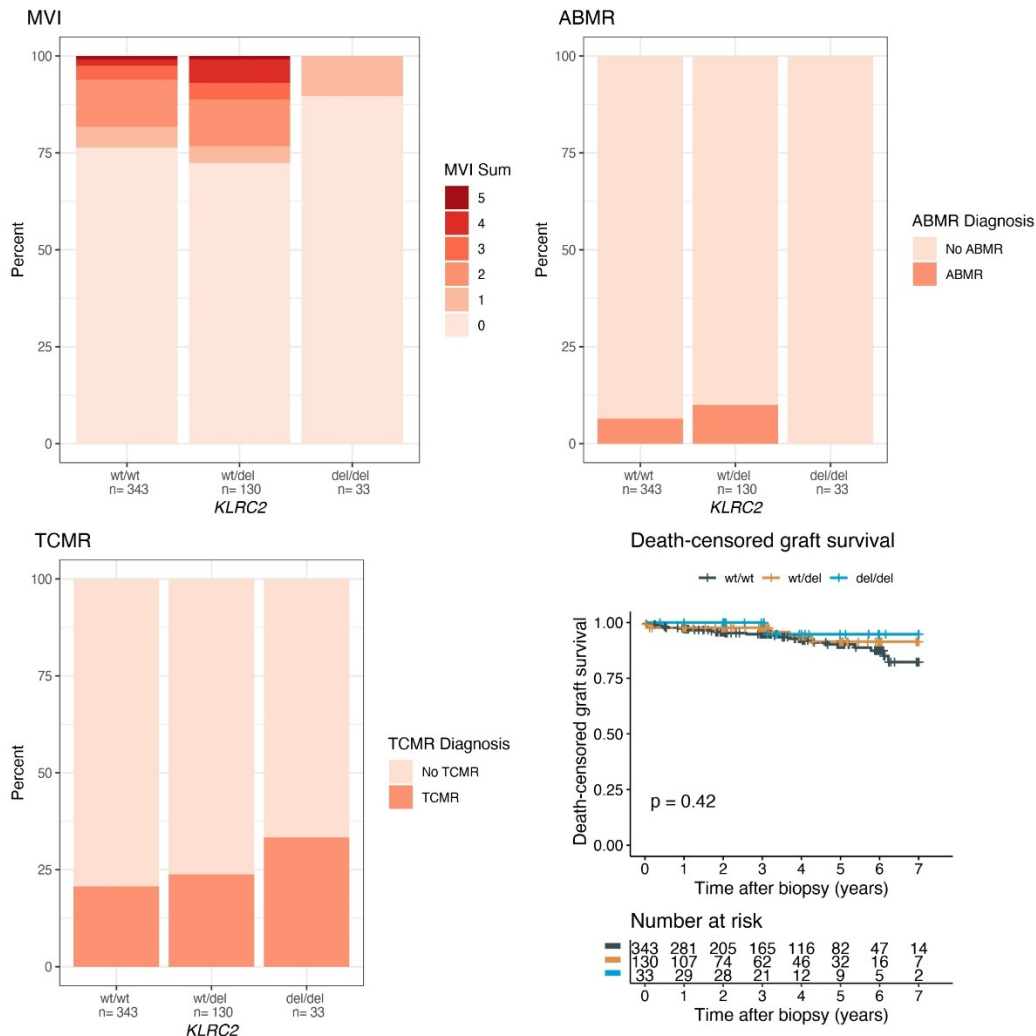 MVI
100
75
50
25
0
Percent
wt/wt
n= 343
wt/del
n= 130
del/del
n= 33
KLRC2
MVI Sum
5
4
3
2
1
0
ABMR
100
75
50
25
0
Percent
wt/wt
n= 343
wt/del
n= 130
del/del
n= 33
KLRC2
ABMR Diagnosis
No ABMR
ABMR
TCMR
100
75
50
25
0
Percent
wt/wt
n= 343
wt/del
n= 130
del/del
n= 33
KLRC2
TCMR Diagnosis
No TCMR
TCMR
Death-censored graft survival
wt/wt wt/del del/del
1.00
0.75
0.50
0.25
0.00
Death-censored graft survival
p = 0.42
0 1 2 3 4 5 6 7
Time after biopsy (years)
Number at risk
343 281 205 165 116 82 47 14
130 107 74 62 46 32 16 7
33 29 28 21 12 9 5 2
0 1 2 3 4 5 6 7
Time after biopsy (years)